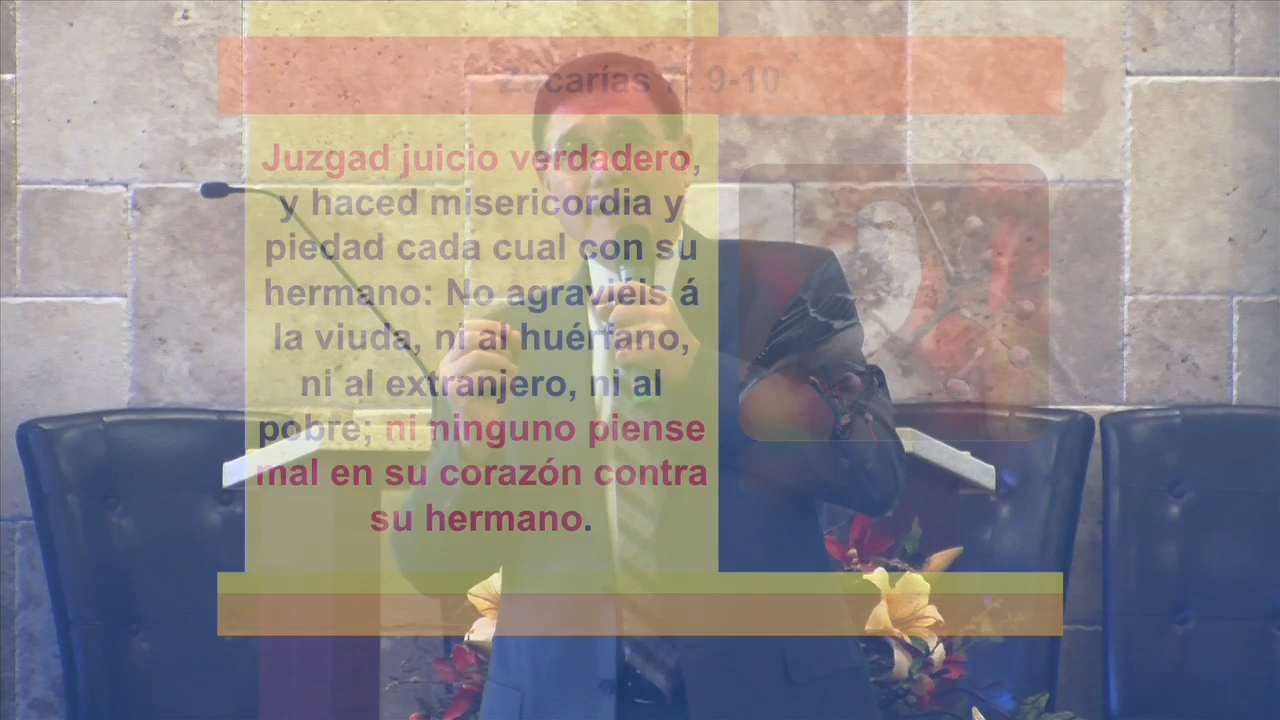 Zacarías 7: 9-10
Juzgad juicio verdadero,
y haced misericordia y
piedad cada cual con su
hermano: No agraviéis á
la viuda, ni al huérfano,
ni al extranjero, ni al
pobre; ni ninguno piense
mal en su corazón contra
su hermano.